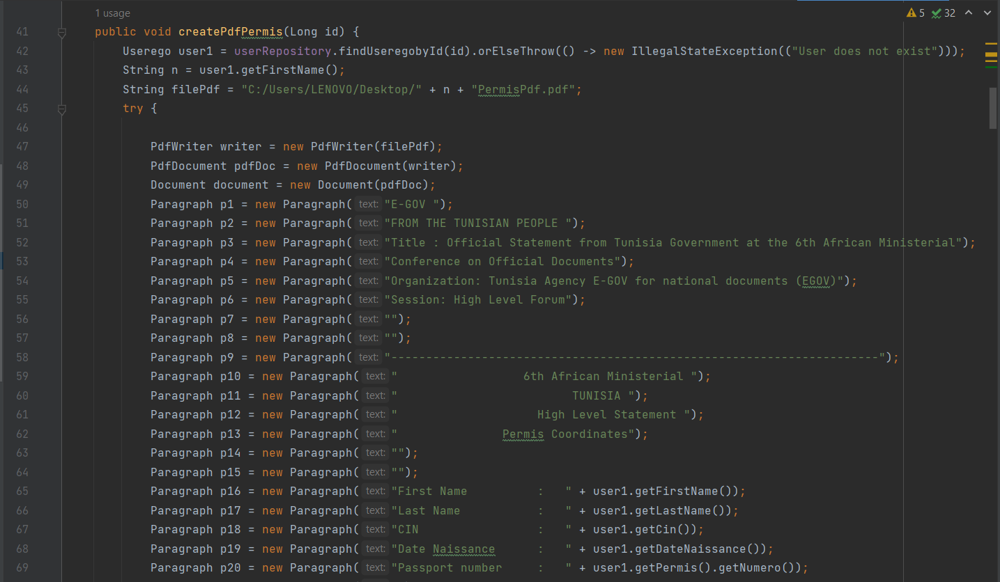 1 usage
5 32
41 public void createPdfPermis(Long id) {
42 Userego user1 = userRepository.findUseregobyId(id).orElseThrow(() -> new IllegalStateException(("User does not exist")));
43 String n = user1.getFirstName();
44 String filePdf = "C:/Users/LENOVO/Desktop/" + n + "PermisPdf.pdf";
45 try {
46
47 PdfWriter writer = new PdfWriter(filePdf);
48 PdfDocument pdfDoc = new PdfDocument(writer);
49 Document document = new Document(pdfDoc);
50 Paragraph p1 = new Paragraph( text: "E-GOV ");
51 Paragraph p2 = new Paragraph( text: "FROM THE TUNISIAN PEOPLE ");
52 Paragraph p3 = new Paragraph( text: "Title : Official Statement from Tunisia Government at the 6th African Ministerial");
53 Paragraph p4 = new Paragraph( text: "Conference on Official Documents");
54 Paragraph p5 = new Paragraph( text: "Organization: Tunisia Agency E-GOV for national documents (EGOV)");
55 Paragraph p6 = new Paragraph( text: "Session: High Level Forum");
56 Paragraph p7 = new Paragraph( text: "");
57 Paragraph p8 = new Paragraph( text: "");
58 Paragraph p9 = new Paragraph( text: "----------------------------------------------------------------------");
59 Paragraph p10 = new Paragraph( text: "                  6th African Ministerial ");
60 Paragraph p11 = new Paragraph( text: "                         TUNISIA ");
61 Paragraph p12 = new Paragraph( text: "                    High Level Statement ");
62 Paragraph p13 = new Paragraph( text: "               Permis Coordinates");
63 Paragraph p14 = new Paragraph( text: "");
64 Paragraph p15 = new Paragraph( text: "");
65 Paragraph p16 = new Paragraph( text: "First Name          :   " + user1.getFirstName());
66 Paragraph p17 = new Paragraph( text: "Last Name           :   " + user1.getLastName());
67 Paragraph p18 = new Paragraph( text: "CIN                 :   " + user1.getCin());
68 Paragraph p19 = new Paragraph( text: "Date Naissance      :   " + user1.getDateNaissance());
69 Paragraph p20 = new Paragraph( text: "Passport number     :   " + user1.getPermis().getNumero());